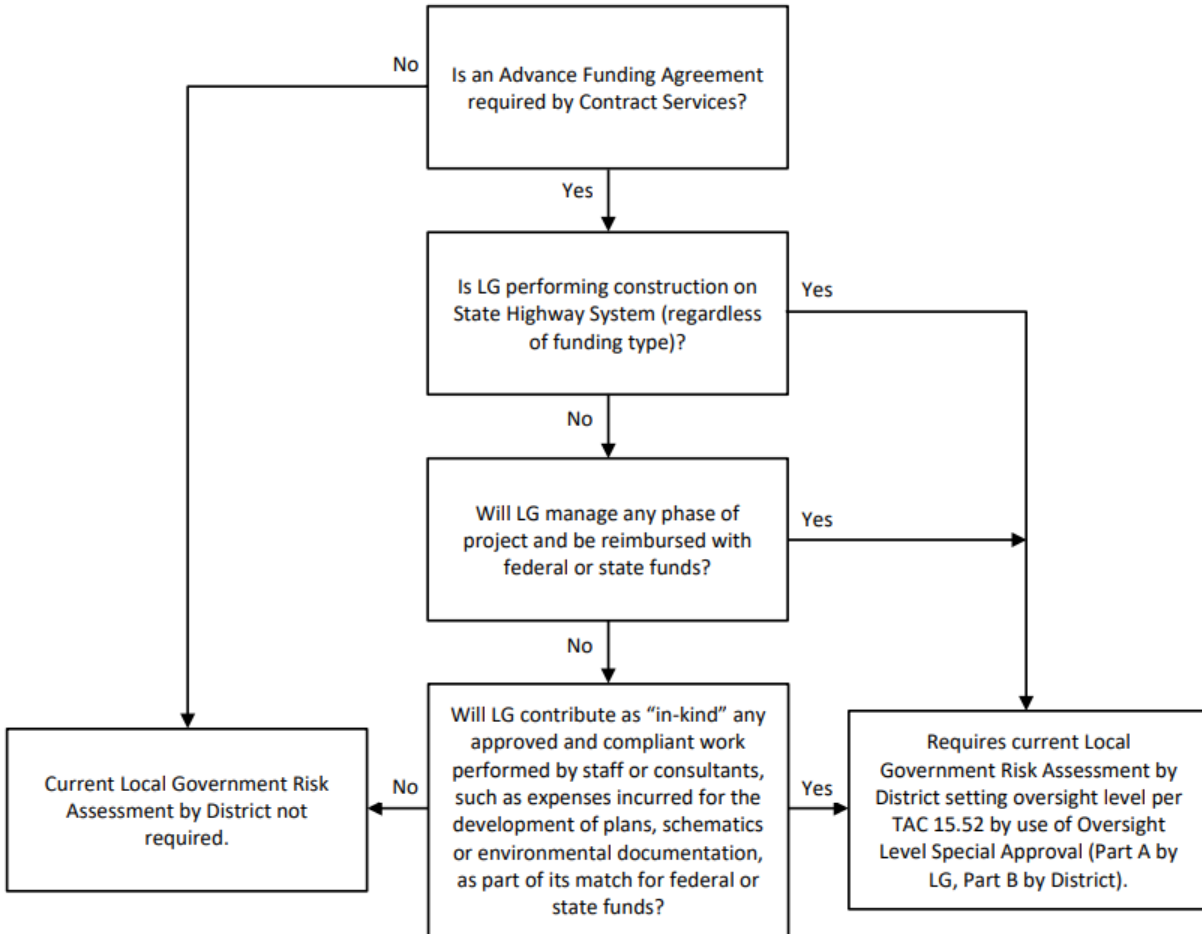 No
Is an Advance Funding Agreement
required by Contract Services?
Yes
Is LG performing construction on
State Highway System (regardless
of funding type)?
Yes
No
Will LG manage any phase of
project and be reimbursed with
federal or state funds?
Yes
No
Current Local Government Risk
Assessment by District not
required.
No
Will LG contribute as “in-kind” any
approved and compliant work
performed by staff or consultants,
such as expenses incurred for the
development of plans, schematics
or environmental documentation,
as part of its match for federal or
state funds?
Yes
Requires current Local
Government Risk Assessment by
District setting oversight level per
TAC 15.52 by use of Oversight
Level Special Approval (Part A by
LG, Part B by District).